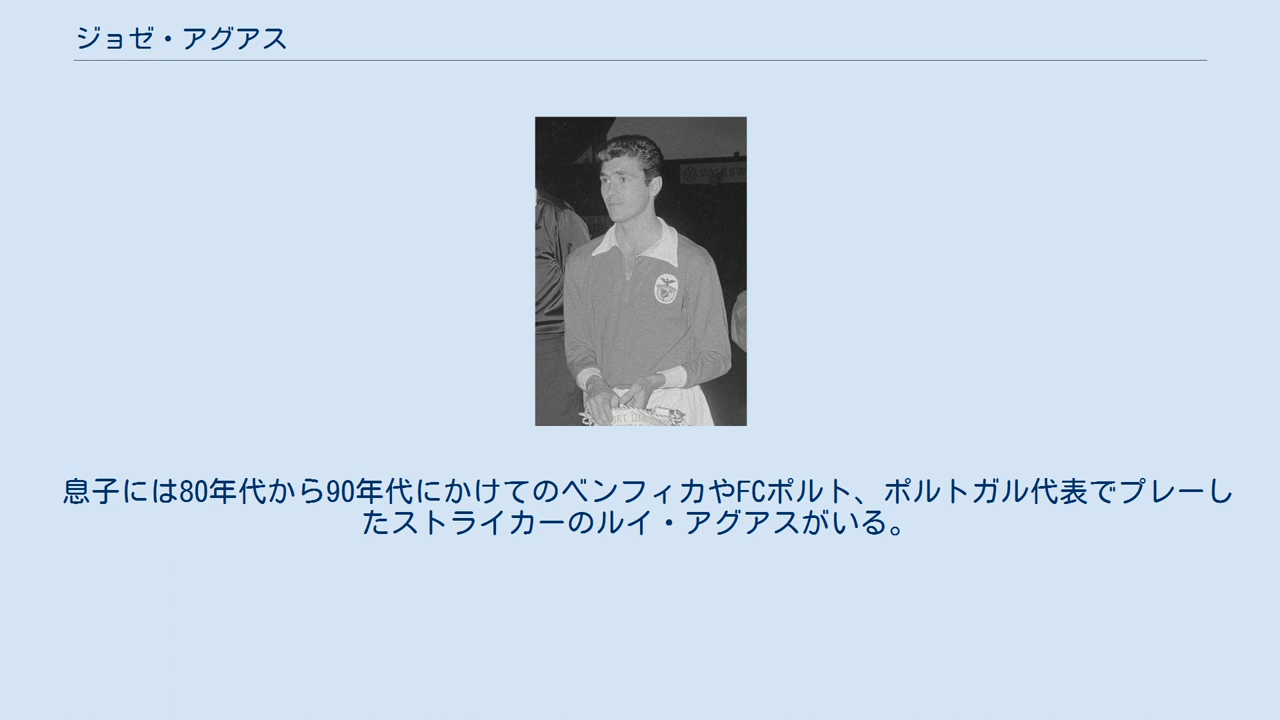 ジョゼ・アグアス
息子には80年代から90年代にかけてのベンフィカやFCポルト、ポルトガル代表でプレーし
たストライカーのルイ・アグアスがいる。